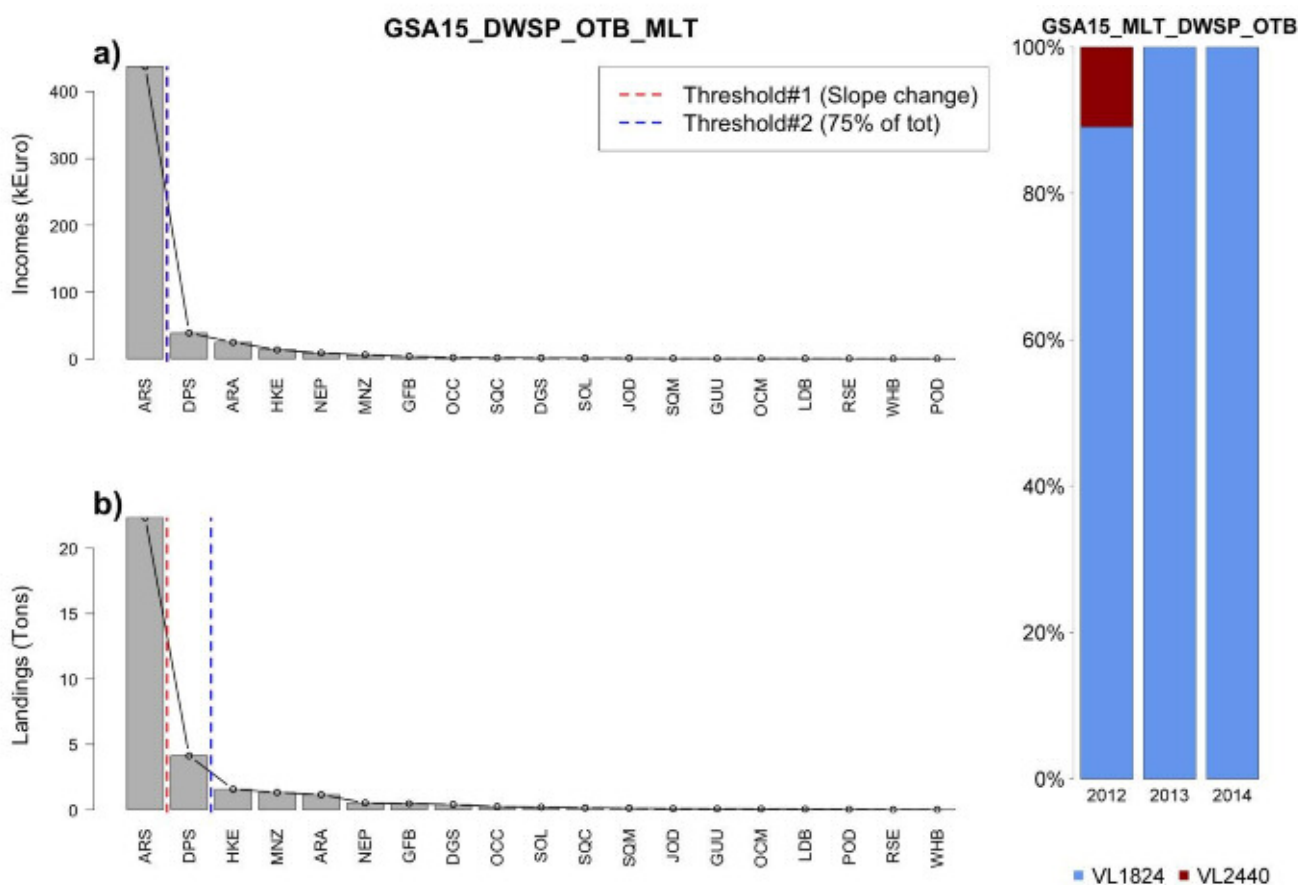 GSA15_DWSP_OTB_MLT
a)
Incomes (kEuro)
400
300
200
100
0
Threshold#1 (Slope change)
Threshold#2 (75% of tot)
ARS DPS ARA HKE NEP MNZ GFB OCC SQC DGS SOL JOD SQM GUU OCM LDB RSE WHB POD
b)
Landings (Tons)
20
15
10
5
0
ARS DPS HKE MNZ ARA NEP GFB DGS OCC SOL SQC SQM JOD GUU OCM LDB POD RSE WHB
GSA15_MLT_DWSP_OTB
100%
80%
60%
40%
20%
0%
2012 2013 2014
VL1824 VL2440